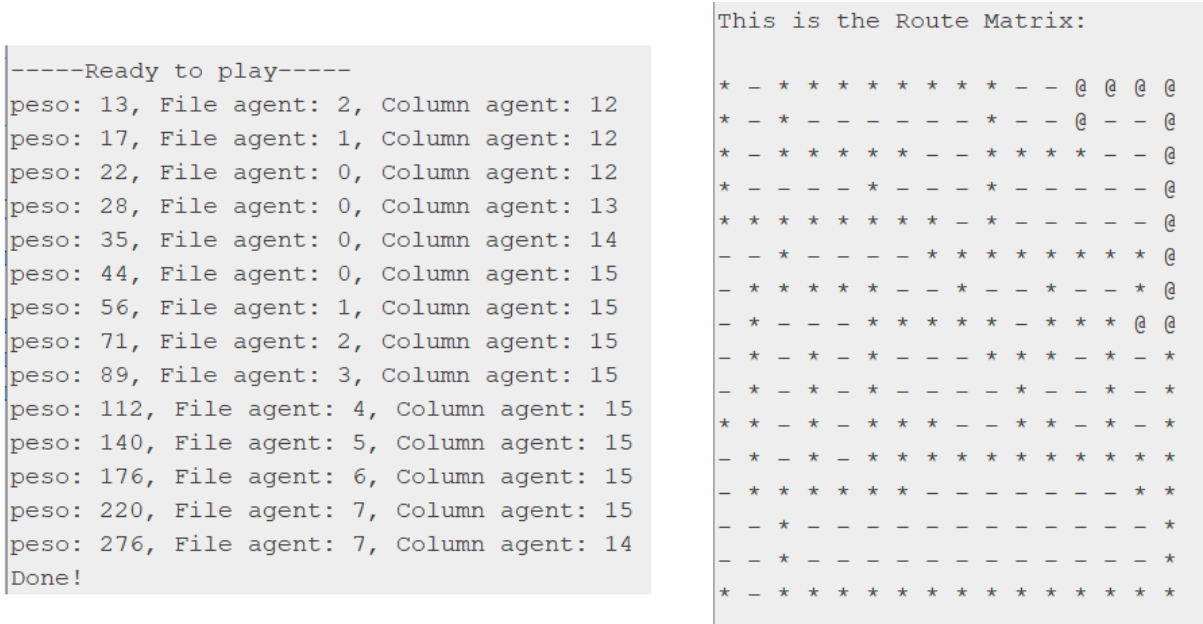 -----Ready to play-----
peso: 13, File agent: 2, Column agent: 12
peso: 17, File agent: 1, Column agent: 12
peso: 22, File agent: 0, Column agent: 12
peso: 28, File agent: 0, Column agent: 13
peso: 35, File agent: 0, Column agent: 14
peso: 44, File agent: 0, Column agent: 15
peso: 56, File agent: 1, Column agent: 15
peso: 71, File agent: 2, Column agent: 15
peso: 89, File agent: 3, Column agent: 15
peso: 112, File agent: 4, Column agent: 15
peso: 140, File agent: 5, Column agent: 15
peso: 176, File agent: 6, Column agent: 15
peso: 220, File agent: 7, Column agent: 15
peso: 276, File agent: 7, Column agent: 14
Done!
This is the Route Matrix:
* - * * * * * * * * - - @ @ @ @
* - * - - - - - - * - - @ - - @
* - * * * * * - - * * * * - - @
* - - - - * - - - * - - - - - @
* * * * * * * * - * - - - - - @
- - * - - - - * * * * * * * * @
- * * * * * - - * - - * - - * @
- * - - - * * * * * - * * * @ @
- * - * - * - - - * * * - * - *
- * - * - * - - - - * - - * - *
* * - * - * * * - - * * - * - *
- * - * - * * * * * * * * * * *
- * * * * * * - - - - - - - * *
- - * - - - - - - - - - - - - *
- - * - - - - - - - - - - - - *
* - * * * * * * * * * * * * * *